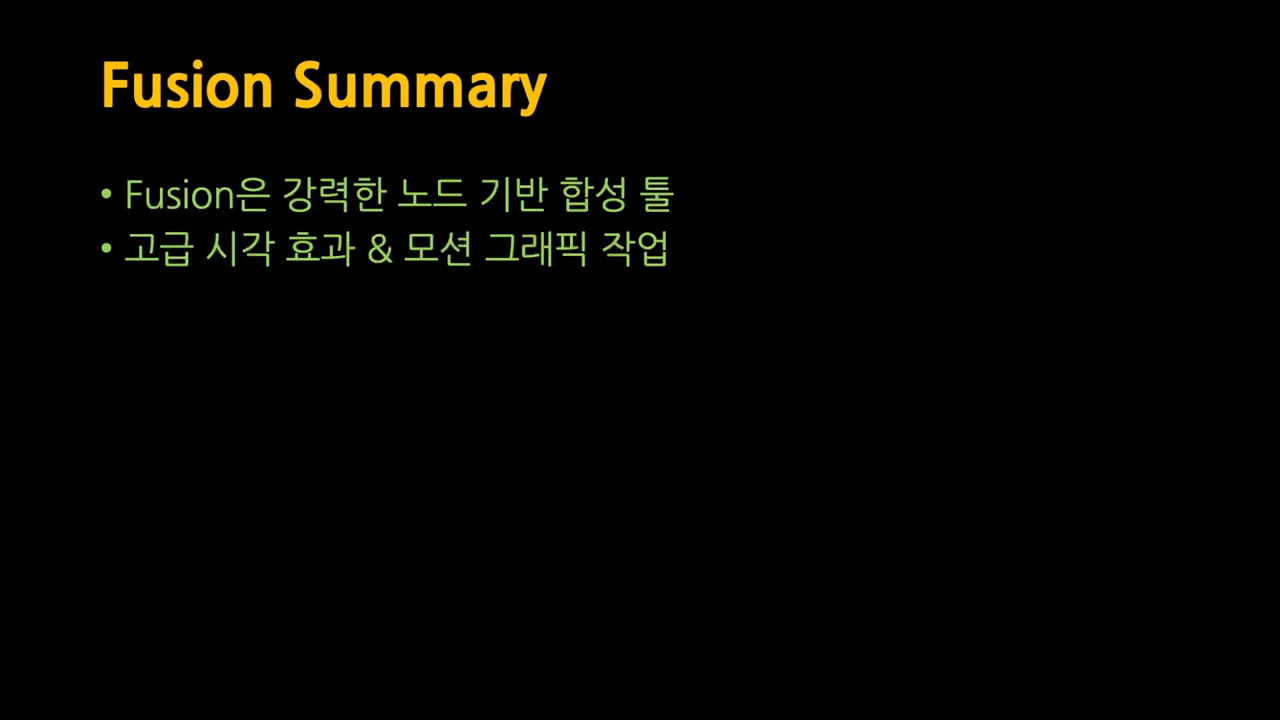 Fusion Summary
• Fusion은 강력한 노드 기반 합성 툴
• 고급 시각 효과 & 모션 그래픽 작업